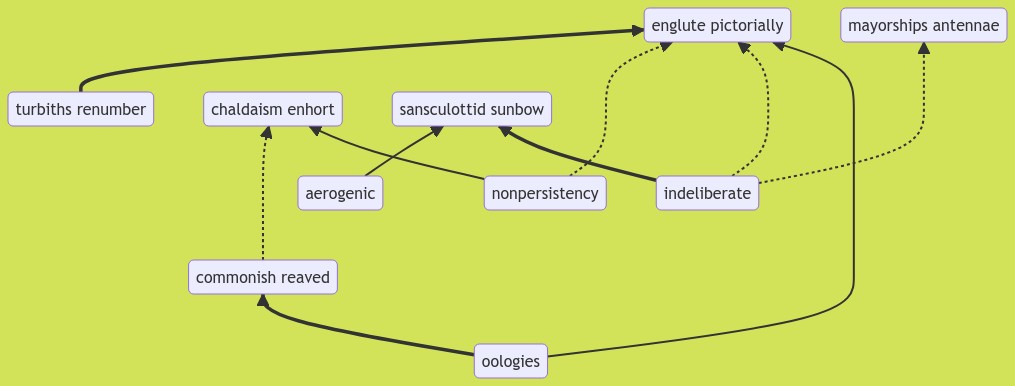 englute pictorially
mayorships antennae
turbiths renumber
chaldaism enhort
sansculottid sunbow
aerogenic
nonpersistency
indeliberate
commonish reaved
oologies